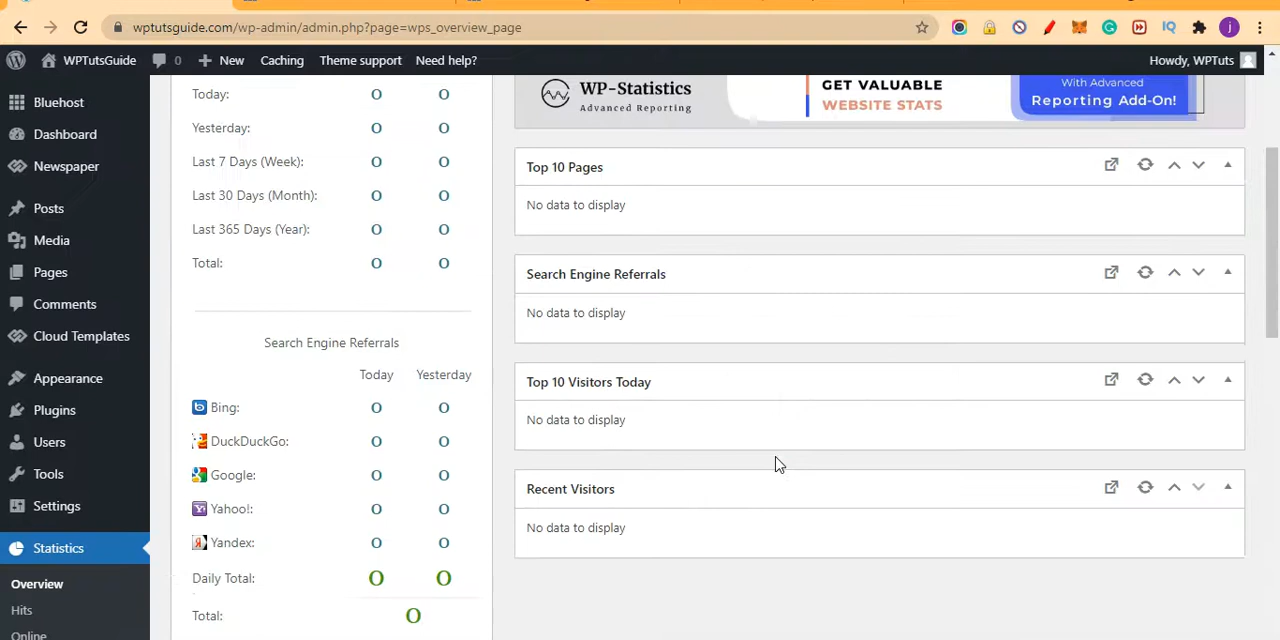 wptutsguide.com/wp-admin/admin.php?page=wps_overview_page
WPTutsGuide 0 New Caching Theme support Need help? Howdy, WPTuts
Bluehost
Dashboard
Newspaper
Posts
Media
Pages
Comments
Cloud Templates
Appearance
Plugins
Users
Tools
Settings
Statistics
Overview
Hits
Online
Today: 0 0
Yesterday: 0 0
Last 7 Days (Week): 0 0
Last 30 Days (Month): 0 0
Last 365 Days (Year): 0 0
Total: 0 0
Search Engine Referrals
Today Yesterday
Bing: 0 0
DuckDuckGo: 0 0
Google: 0 0
Yahoo!: 0 0
Yandex: 0 0
Daily Total: 0 0
Total: 0
WP-Statistics
Advanced Reporting
GET VALUABLE
WEBSITE STATS
With Advanced
Reporting Add-On!
Top 10 Pages
No data to display
Search Engine Referrals
No data to display
Top 10 Visitors Today
No data to display
Recent Visitors
No data to display